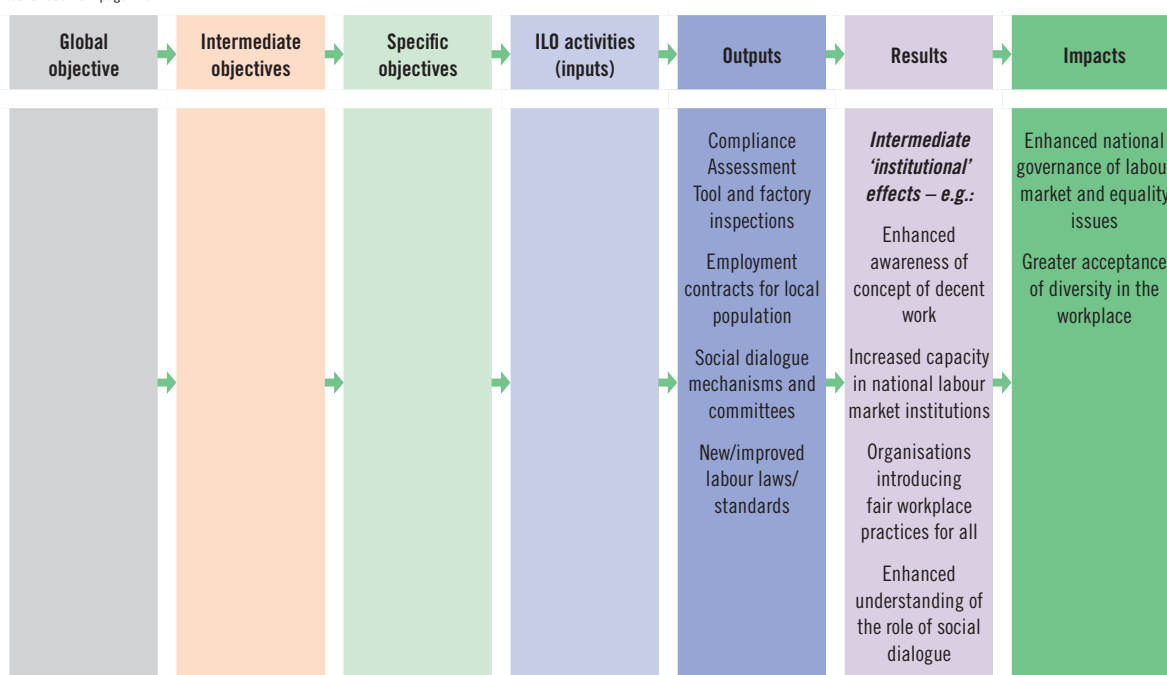 Global
objective
Intermediate
objectives
Specific
objectives
ILO activities
(inputs)
Outputs
Results
Impacts
Compliance
Assessment
Tool and factory
inspections
Employment
contracts for local
population
Social dialogue
mechanisms and
committees
New/improved
labour laws/
standards
Intermediate
‘institutional’
effects – e.g.:
Enhanced
awareness of
concept of decent
work
Increased capacity
in national labour
market institutions
Organisations
introducing
fair workplace
practices for all
Enhanced
understanding of
the role of social
dialogue
Enhanced national
governance of labou
market and equality
issues
Greater acceptance
of diversity in the
workplace